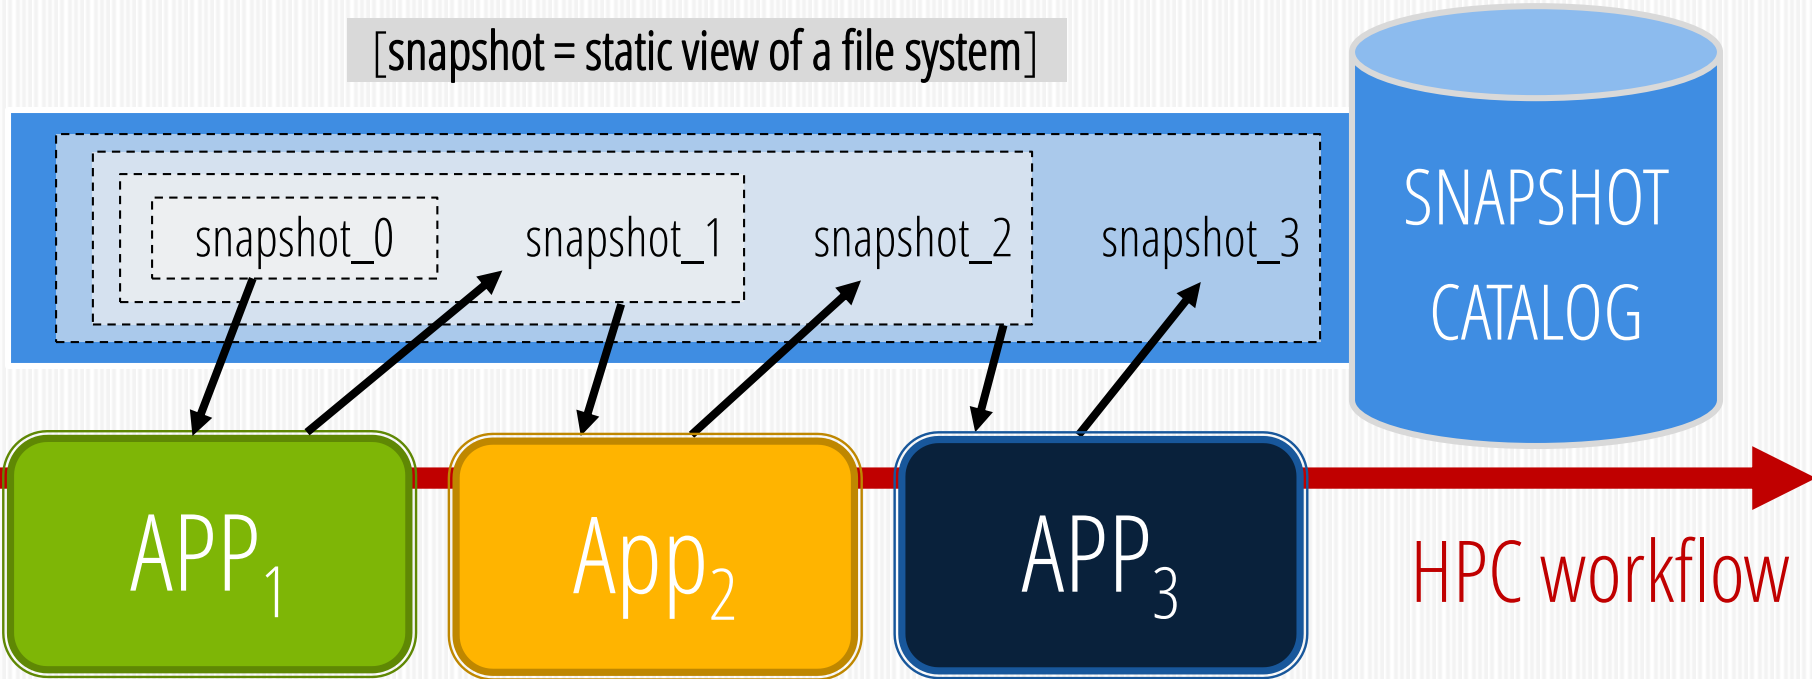 [snapshot = static view of a file system]
snapshot_0 snapshot_1 snapshot_2 snapshot_3
SNAPSHOT
CATALOG
APP1 App2 APP3
HPC workflow